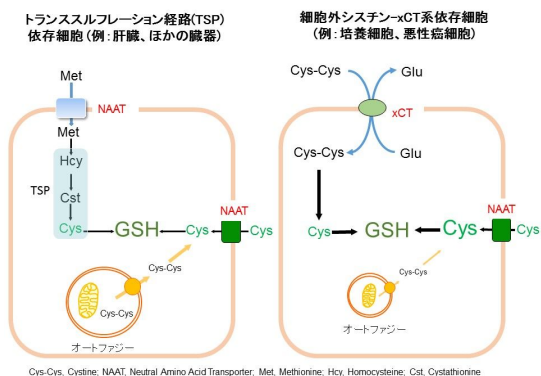 トランススルフレーション経路(TSP)
依存細胞(例:肝臓、ほかの臓器)
Met
NAAT
Met
Hcy
TSP
Cst
Cys
GSH
Cys
NAAT
Cys
Cys-Cys
Cys-Cys
オートファジー
細胞外シスチン-xCT系依存細胞
(例:培養細胞、悪性癌細胞)
Cys-Cys
Glu
xCT
Cys-Cys
Glu
Cys
GSH
Cys
NAAT
Cys
Cys-Cys
オートファジー
Cys-Cys, Cystine; NAAT, Neutral Amino Acid Transporter; Met, Methionine; Hcy, Homocysteine; Cst, Cystathionine